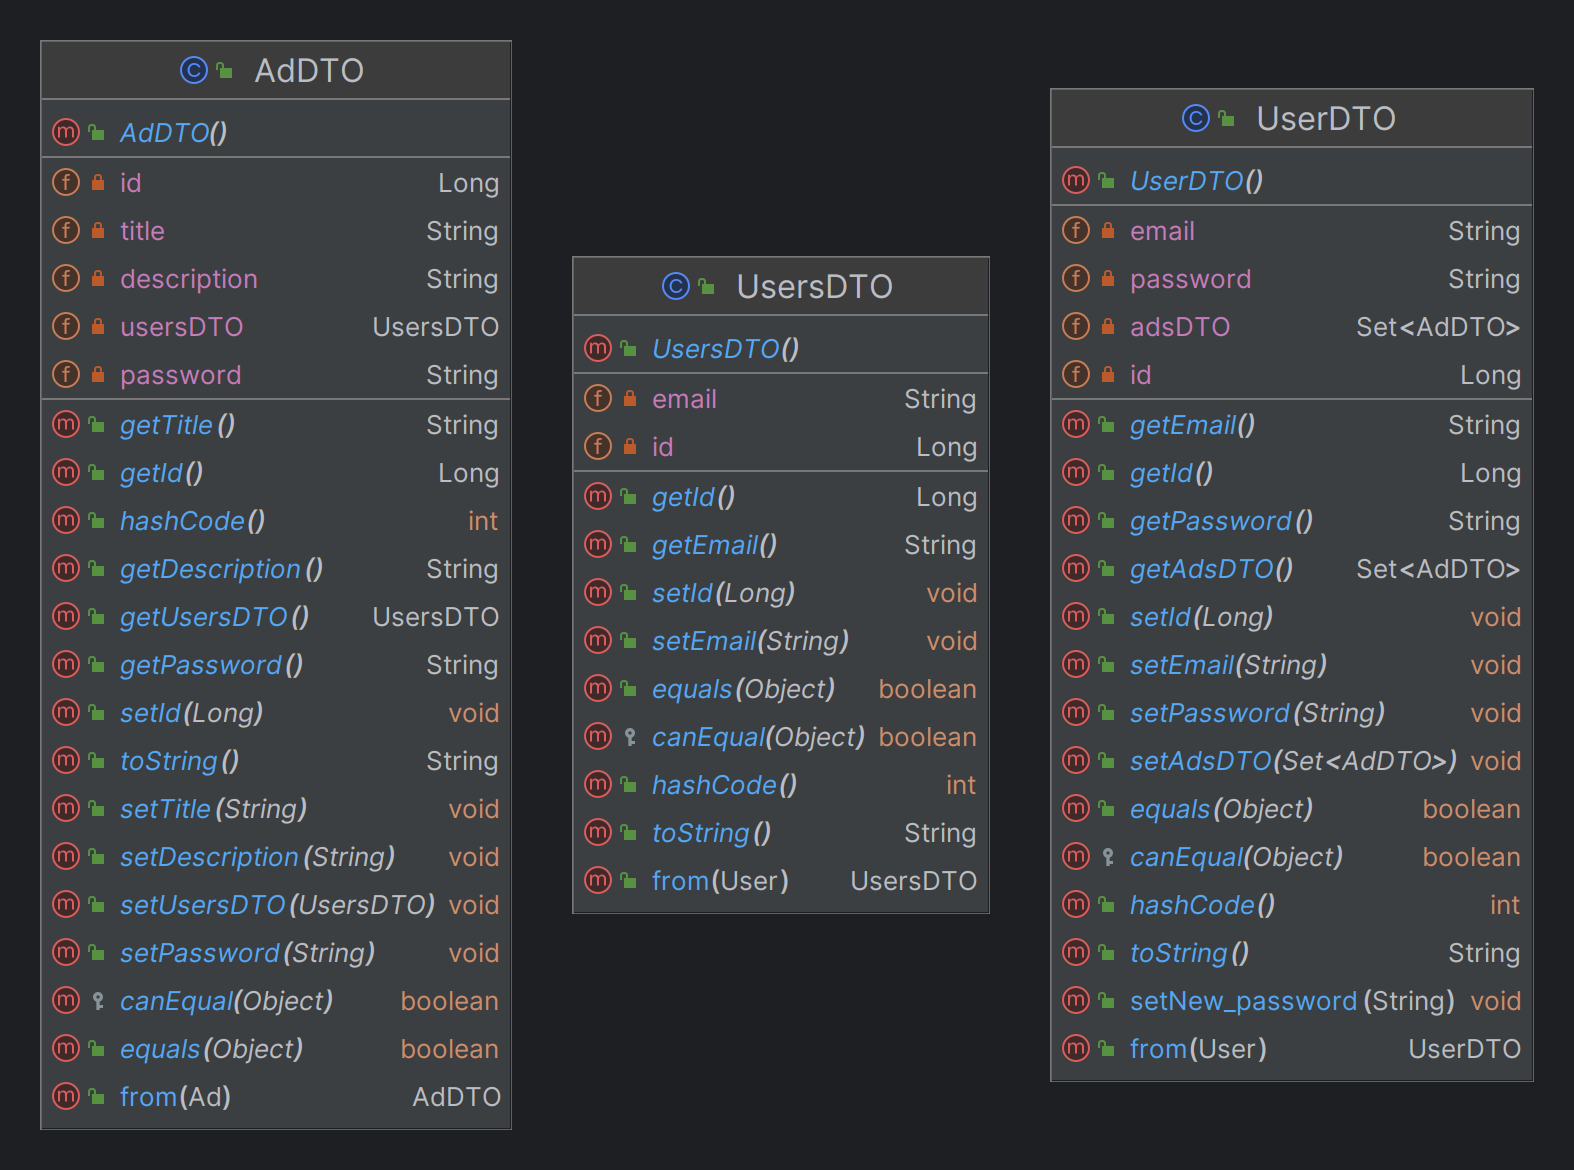 AdDTO
AdDTO()
id Long
title String
description String
usersDTO UsersDTO
password String
getTitle() String
getId() Long
hashCode() int
getDescription() String
getUsersDTO() UsersDTO
getPassword() String
setId(Long) void
toString() String
setTitle(String) void
setDescription(String) void
setUsersDTO(UsersDTO) void
setPassword(String) void
canEqual(Object) boolean
equals(Object) boolean
from(Ad) AdDTO
UsersDTO
UsersDTO()
email String
id Long
getId() Long
getEmail() String
setId(Long) void
setEmail(String) void
equals(Object) boolean
canEqual(Object) boolean
hashCode() int
toString() String
from(User) UsersDTO
UserDTO
UserDTO()
email String
password String
adsDTO Set<AdDTO>
id Long
getEmail() String
getId() Long
getPassword() String
getAdsDTO() Set<AdDTO>
setId(Long) void
setEmail(String) void
setPassword(String) void
setAdsDTO(Set<AdDTO>) void
equals(Object) boolean
canEqual(Object) boolean
hashCode() int
toString() String
setNew_password(String) void
from(User) UserDTO